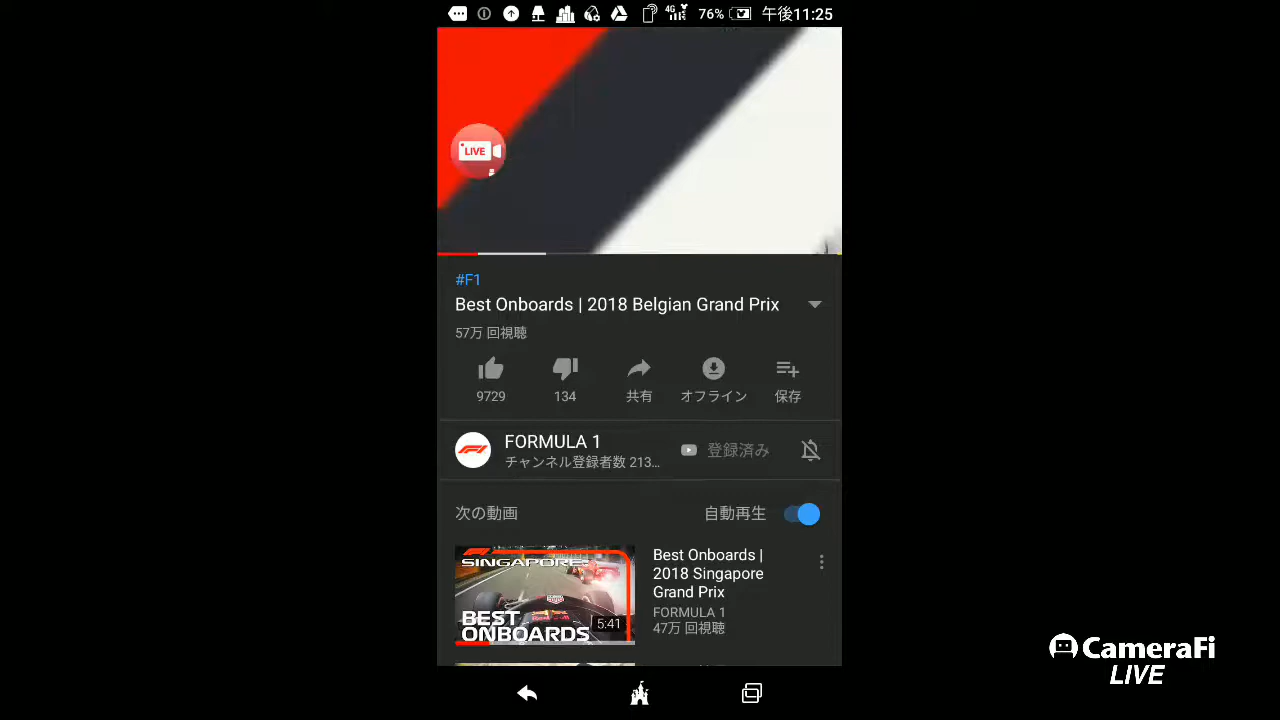 4G 76% 午後11:25
LIVE
#F1
Best Onboards | 2018 Belgian Grand Prix
57万 回視聴
9729 134 共有 オフライン 保存
FORMULA 1
チャンネル登録者数 213…
登録済み
次の動画 自動再生
SINGAPORE
BEST
ONBOARDS
5:41
Best Onboards |
2018 Singapore
Grand Prix
FORMULA 1
47万 回視聴
CameraFi
LIVE